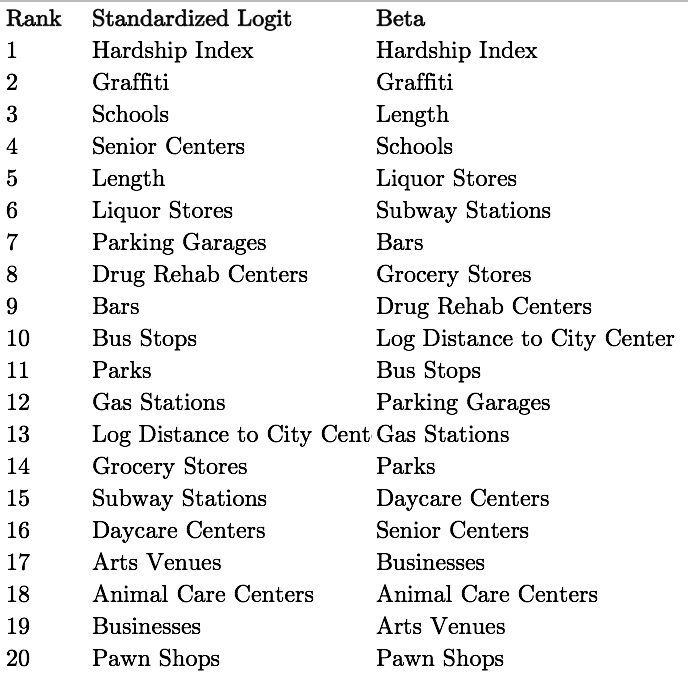 Rank Standardized Logit Beta
1 Hardship Index Hardship Index
2 Graffiti Graffiti
3 Schools Length
4 Senior Centers Schools
5 Length Liquor Stores
6 Liquor Stores Subway Stations
7 Parking Garages Bars
8 Drug Rehab Centers Grocery Stores
9 Bars Drug Rehab Centers
10 Bus Stops Log Distance to City Center
11 Parks Bus Stops
12 Gas Stations Parking Garages
13 Log Distance to City Cent Gas Stations
14 Grocery Stores Parks
15 Subway Stations Daycare Centers
16 Daycare Centers Senior Centers
17 Arts Venues Businesses
18 Animal Care Centers Animal Care Centers
19 Businesses Arts Venues
20 Pawn Shops Pawn Shops